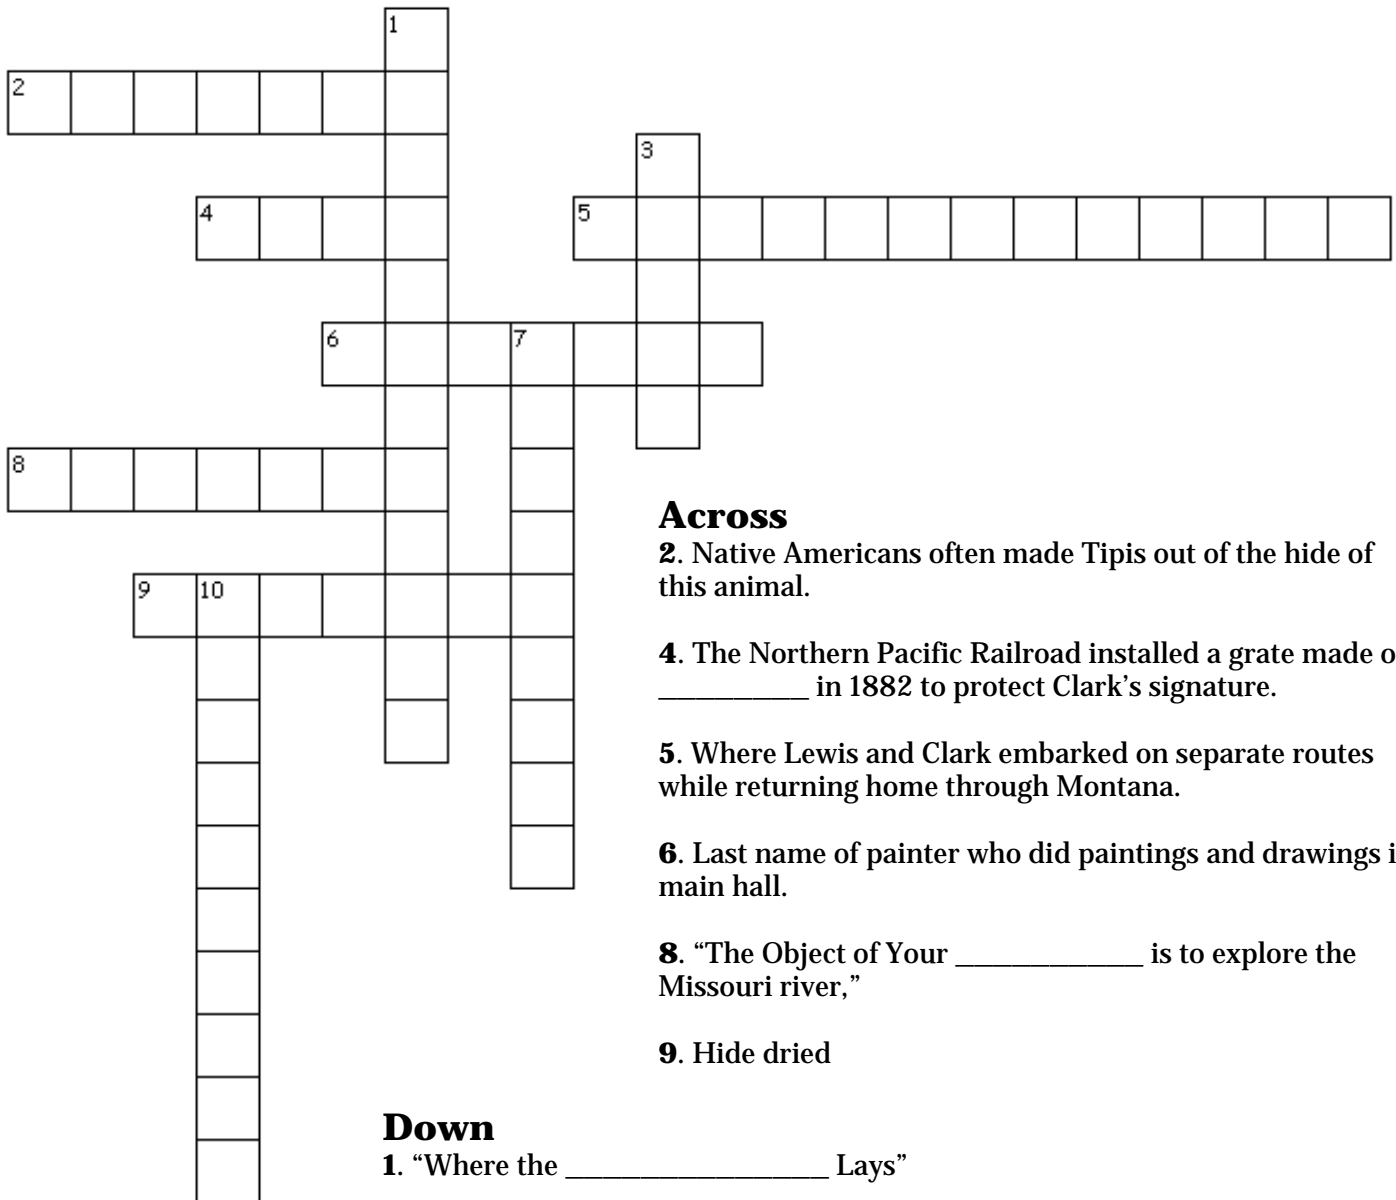 1
2
3
4
5
6
7
8
9
10
Across
2. Native Americans often made Tipis out of the hide of
this animal.
4. The Northern Pacific Railroad installed a grate made o
________ in 1882 to protect Clark’s signature.
5. Where Lewis and Clark embarked on separate routes
while returning home through Montana.
6. Last name of painter who did paintings and drawings i
main hall.
8. “The Object of Your __________ is to explore the
Missouri river,”
9. Hide dried
Down
1. “Where the ______________ Lays”